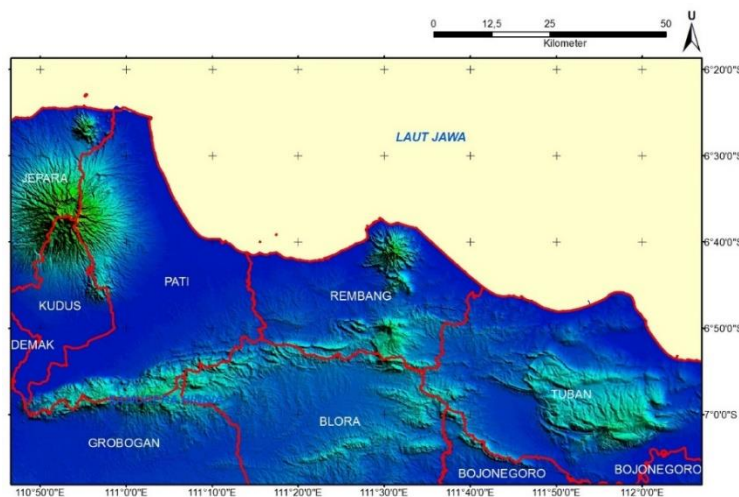 0 12,5 25 50
Kilometer
U
6°20'0"S
LAUT JAWA
6°30'0"S
JEPARA
6°40'0"S
PATI
REMBANG
KUDUS
6°50'0"S
DEMAK
TUBAN
BLORA
7°0'0"S
GROBOGAN
BOJONEGORO
BOJONEGORO
110°50'0"E 111°0'0"E 111°10'0"E 111°20'0"E 111°30'0"E 111°40'0"E 111°50'0"E 112°0'0"E